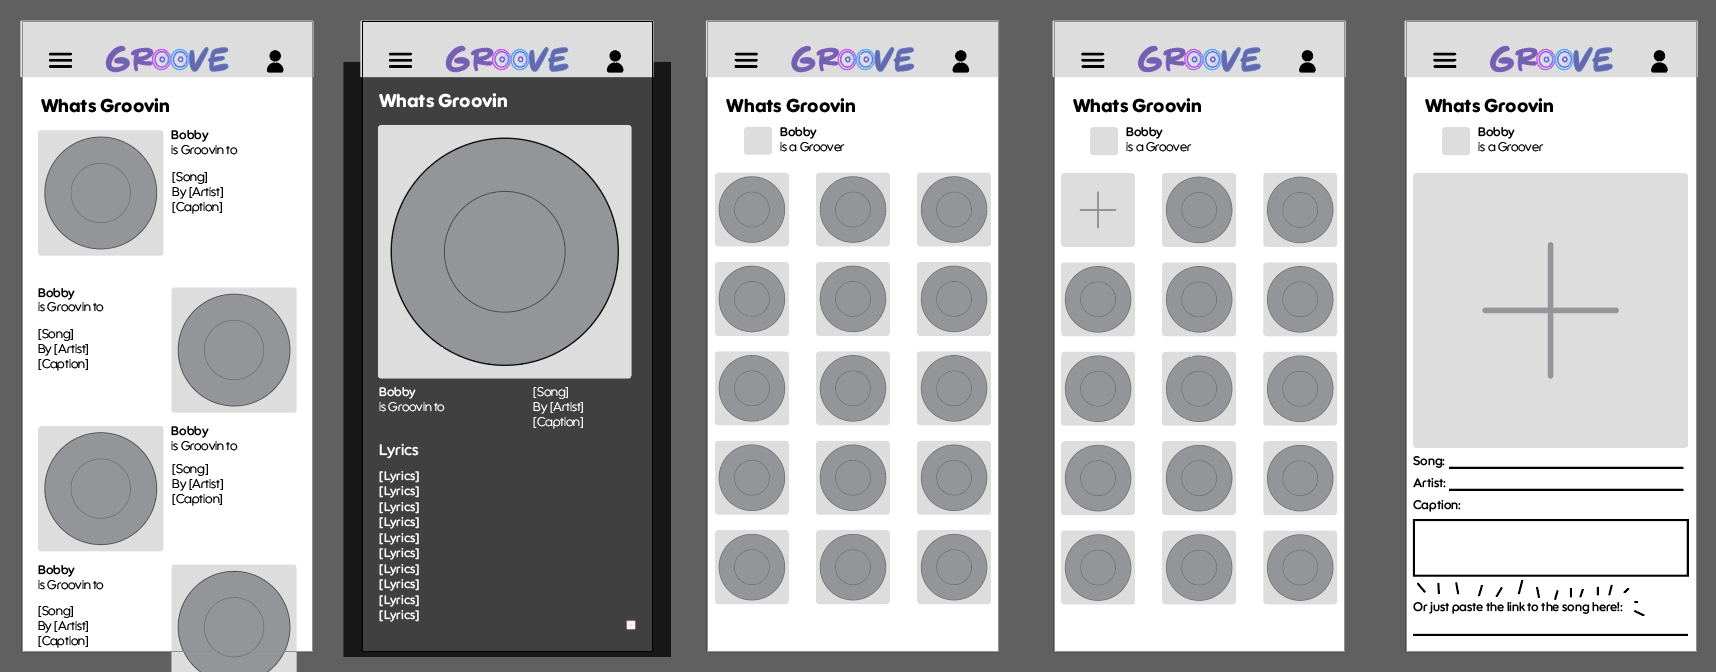 GROOVE
Whats Groovin
Bobby
is Groovin to
[Song]
By [Artist]
[Caption]
Bobby
is Groovin to
[Song]
By [Artist]
[Caption]
Bobby
is Groovin to
[Song]
By [Artist]
[Caption]
Bobby
is Groovin to
[Song]
By [Artist]
[Caption]
GROOVE
Whats Groovin
Bobby
is Groovin to
[Song]
By [Artist]
[Caption]
Lyrics
[Lyrics]
[Lyrics]
[Lyrics]
[Lyrics]
[Lyrics]
[Lyrics]
[Lyrics]
[Lyrics]
[Lyrics]
[Lyrics]
GROOVE
Whats Groovin
Bobby
is a Groover
GROOVE
Whats Groovin
Bobby
is a Groover
GROOVE
Whats Groovin
Bobby
is a Groover
Song:
Artist:
Caption:
Or just paste the link to the song here!: